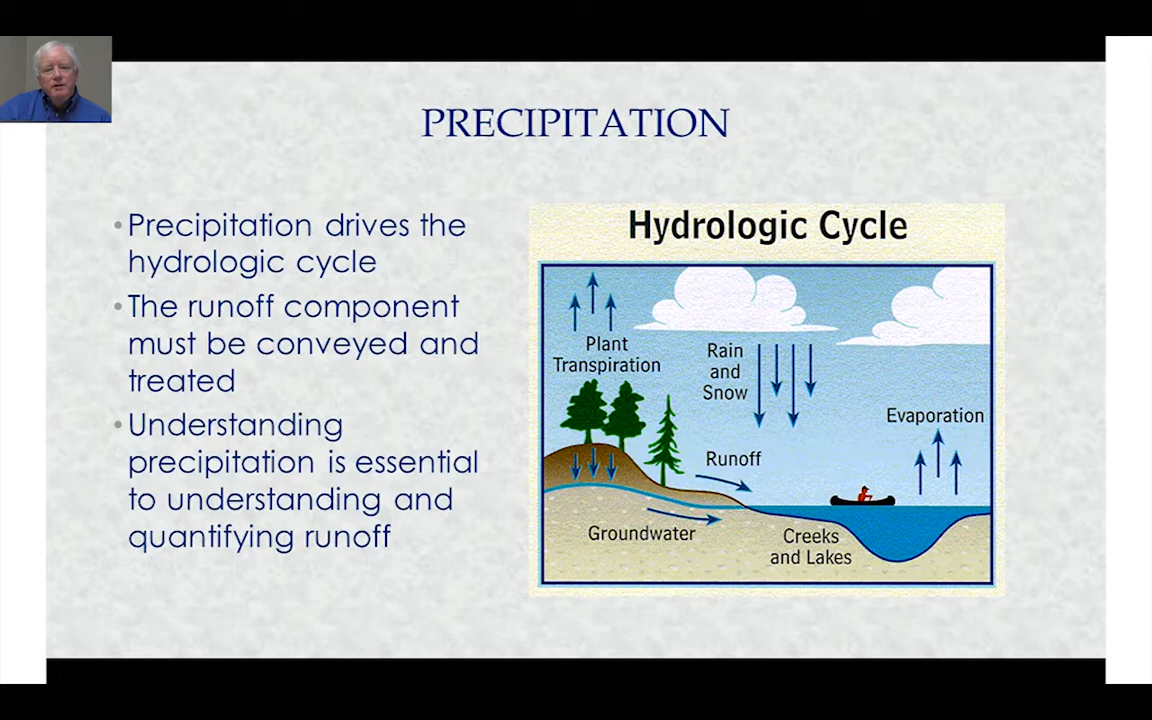 PRECIPITATION
Precipitation drives the
hydrologic cycle
The runoff component
must be conveyed and
treated
Understanding
precipitation is essential
to understanding and
quantifying runoff
Hydrologic Cycle
Plant
Transpiration
Rain
and
Snow
Evaporation
Runoff
Groundwater
Creeks
and Lakes